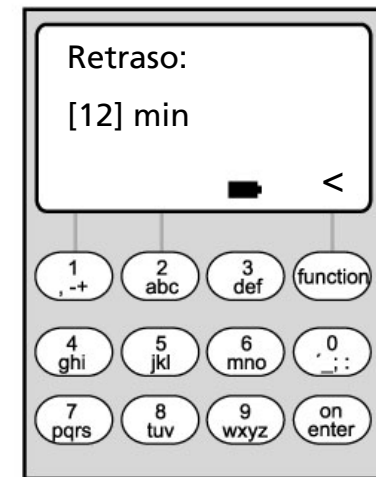 Retraso:
[12] min
<
1 2 3 function
, -+ abc def
4 5 6 0
ghi jkl mno ´_; :
7 8 9 on
pqrs tuv wxyz enter